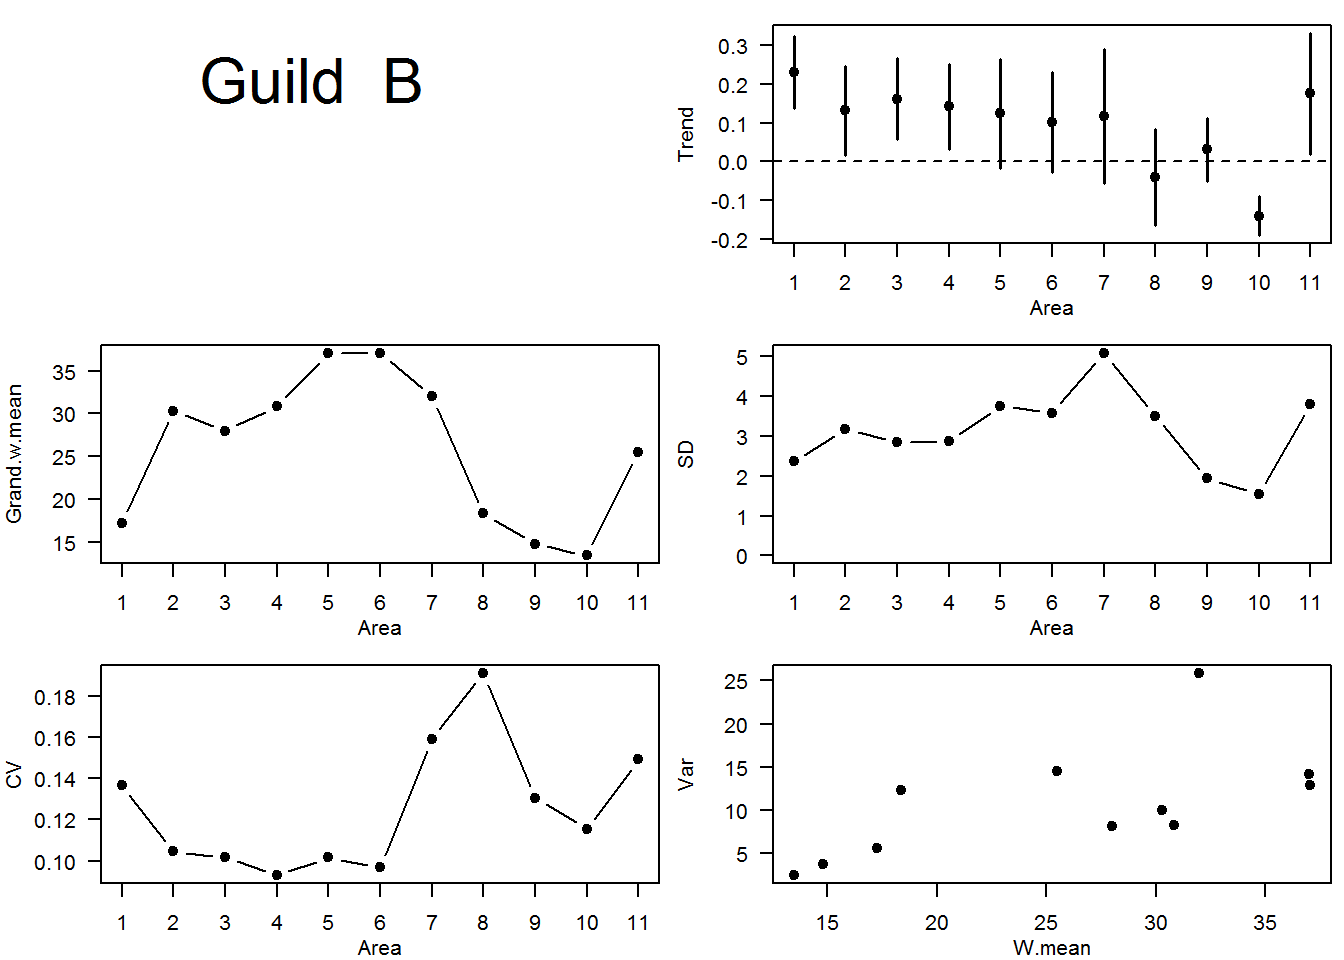 Guild B
Trend
0.3
0.2
0.1
0.0
-0.1
-0.2
1 2 3 4 5 6 7 8 9 10 11
Area
Grand.w.mean
35
30
25
20
15
1 2 3 4 5 6 7 8 9 10 11
Area
SD
5
4
3
2
1
0
1 2 3 4 5 6 7 8 9 10 11
Area
CV
0.18
0.16
0.14
0.12
0.10
1 2 3 4 5 6 7 8 9 10 11
Area
Var
25
20
15
10
5
15 20 25 30 35
W.mean